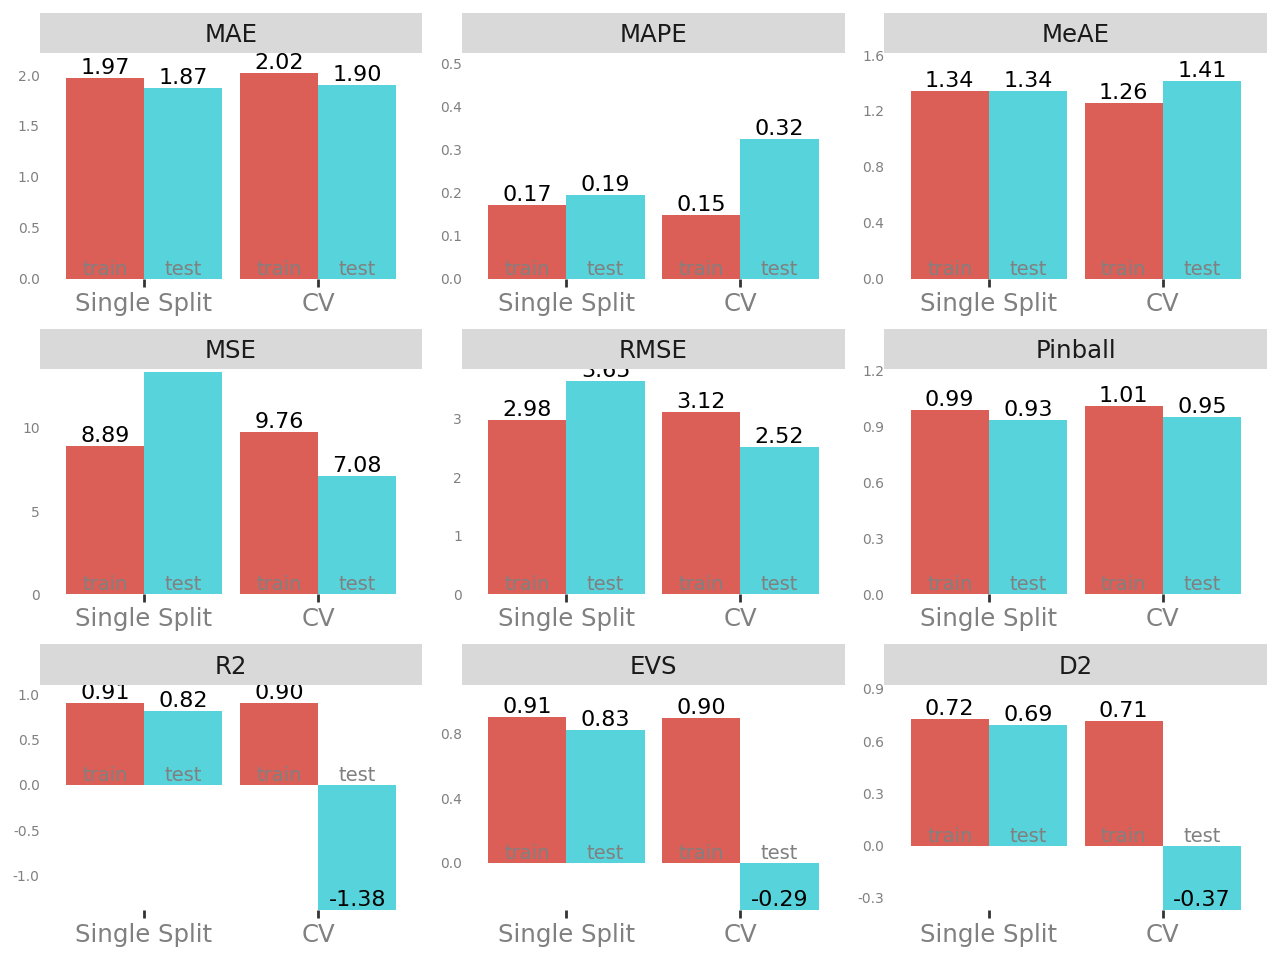 MAE
2.0
1.5
1.0
0.5
0.0
1.97
1.87
2.02
1.90
train
test
train
test
Single Split
CV
MAPE
0.5
0.4
0.3
0.2
0.1
0.0
0.17
0.19
0.15
0.32
train
test
train
test
Single Split
CV
MeAE
1.6
1.2
0.8
0.4
0.0
1.34
1.34
1.26
1.41
train
test
train
test
Single Split
CV
MSE
10
5
0
8.89
9.76
7.08
train
test
train
test
Single Split
CV
RMSE
3
2
1
0
2.98
3.65
3.12
2.52
train
test
train
test
Single Split
CV
Pinball
1.2
0.9
0.6
0.3
0.0
0.99
0.93
1.01
0.95
train
test
train
test
Single Split
CV
R2
1.0
0.5
0.0
-0.5
-1.0
0.91
0.82
0.90
-1.38
train
test
train
test
Single Split
CV
EVS
0.8
0.4
0.0
0.91
0.83
0.90
-0.29
train
test
train
test
Single Split
CV
D2
0.9
0.6
0.3
0.0
-0.3
0.72
0.69
0.71
-0.37
train
test
train
test
Single Split
CV